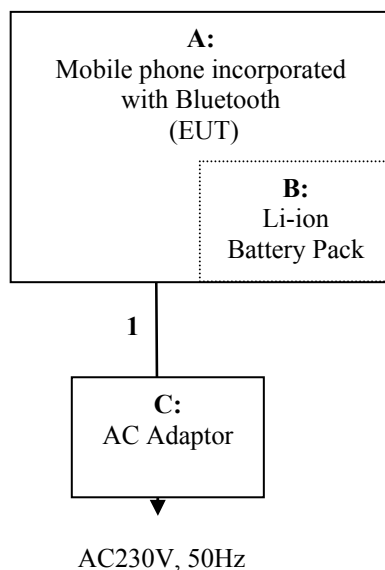 A:
Mobile phone incorporated
with Bluetooth
(EUT)
B:
Li-ion
Battery Pack
1
C:
AC Adaptor
AC230V, 50Hz